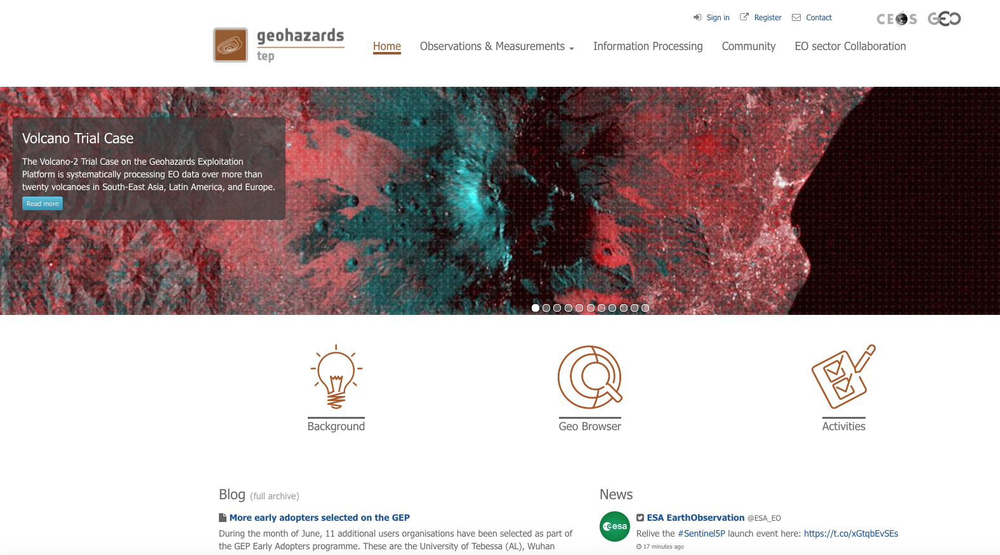 Sign in Register Contact
CEOS GEO
geohazards
tep
Home Observations & Measurements Information Processing Community EO sector Collaboration
Volcano Trial Case
The Volcano-2 Trial Case on the Geohazards Exploitation
Platform is systematically processing EO data over more than
twenty volcanoes in South-East Asia, Latin America, and Europe.
Read more
Background
Geo Browser
Activities
Blog (full archive)
More early adopters selected on the GEP
During the month of June, 11 additional users organisations have been selected as part of
the GEP Early Adopters programme. These are the University of Tebessa (AL), Wuhan
News
esa
ESA EarthObservation @ESA_EO
Relive the #Sentinel5P launch event here: https://t.co/xGtqbEvSEs
17 minutes ago